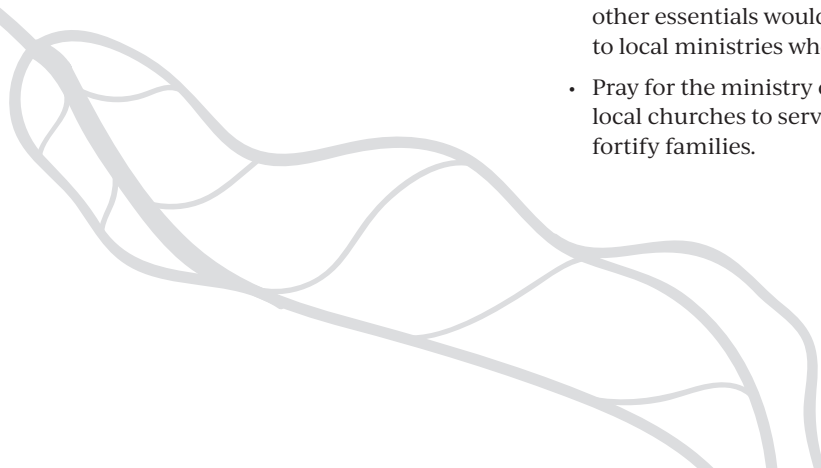 other essentials would
to local ministries wh
• Pray for the ministry
local churches to serv
fortify families.